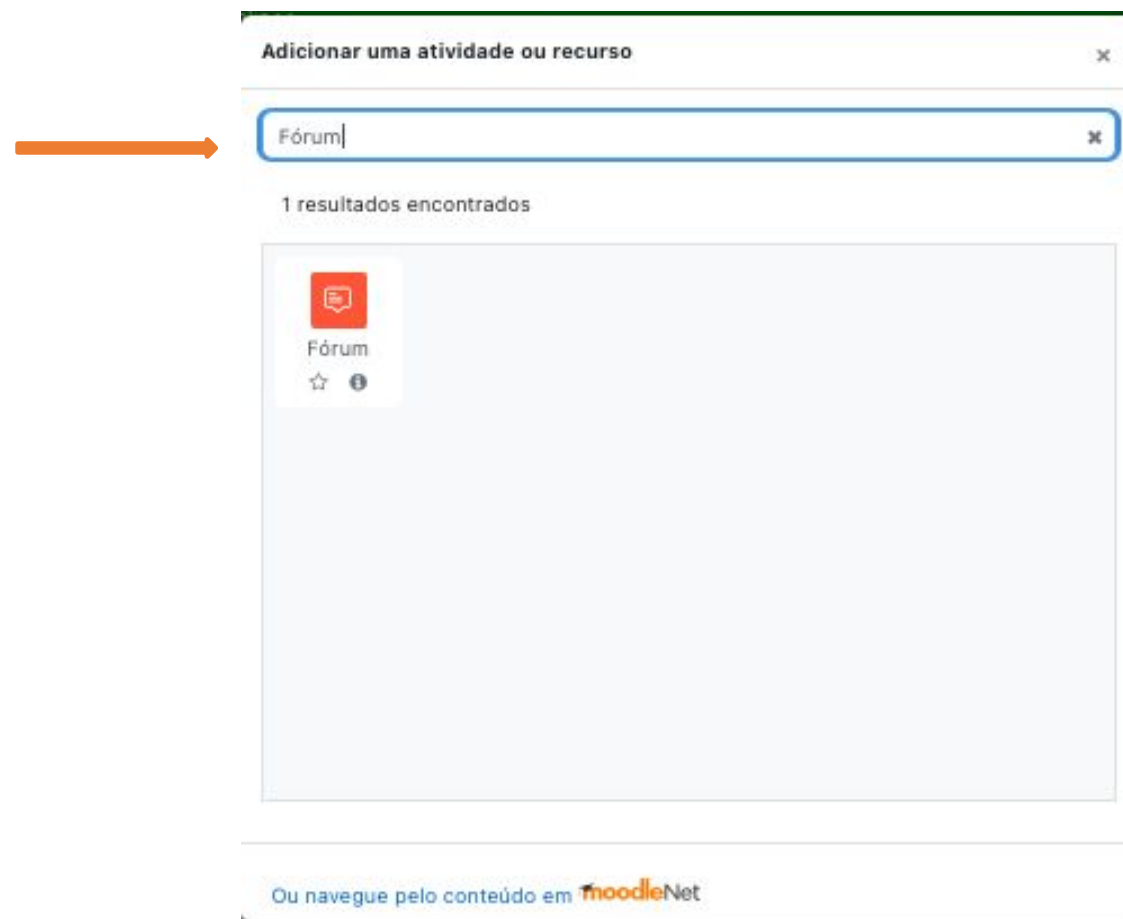 Adicionar uma atividade ou recurso
Fórum
1 resultados encontrados
Fórum
Ou navegue pelo conteúdo em moodleNet